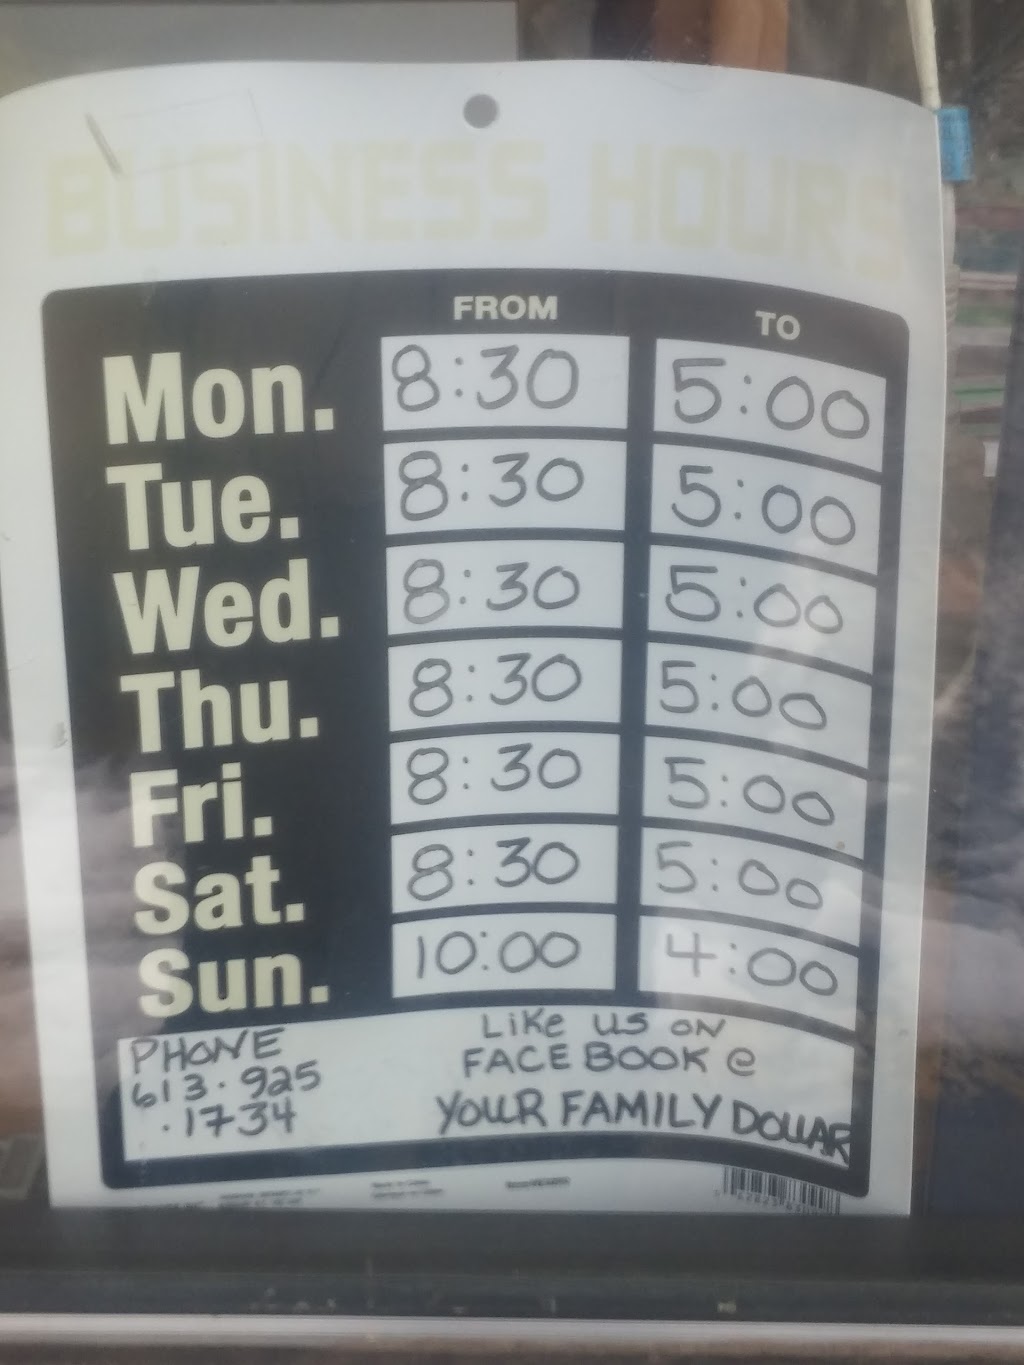 BUSINESS HOURS
FROM TO
Mon. 8:30 5:00
Tue. 8:30 5:00
Wed. 8:30 5:00
Thu. 8:30 5:00
Fri. 8:30 5:00
Sat. 8:30 5:00
Sun. 10:00 4:00
PHONE
613.925
.1734
LiKe us ON
FACEBOOK @
YOUR FAMILY DOLLAR